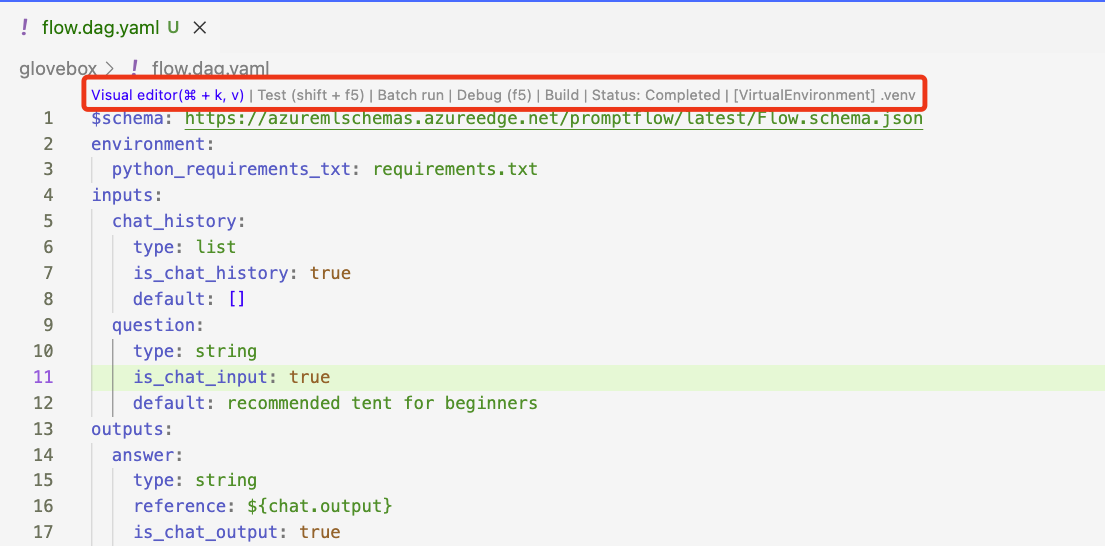 ! flow.dag.yaml U ×
glovebox > ! flow.dag.yaml
Visual editor(⌘ + k, v) | Test (shift + f5) | Batch run | Debug (f5) | Build | Status: Completed | [VirtualEnvironment] .venv
1 $schema: https://azuremlschemas.azureedge.net/promptflow/latest/Flow.schema.json
2 environment:
3   python_requirements_txt: requirements.txt
4 inputs:
5   chat_history:
6     type: list
7     is_chat_history: true
8     default: []
9   question:
10     type: string
11     is_chat_input: true
12     default: recommended tent for beginners
13 outputs:
14   answer:
15     type: string
16     reference: ${chat.output}
17     is_chat_output: true